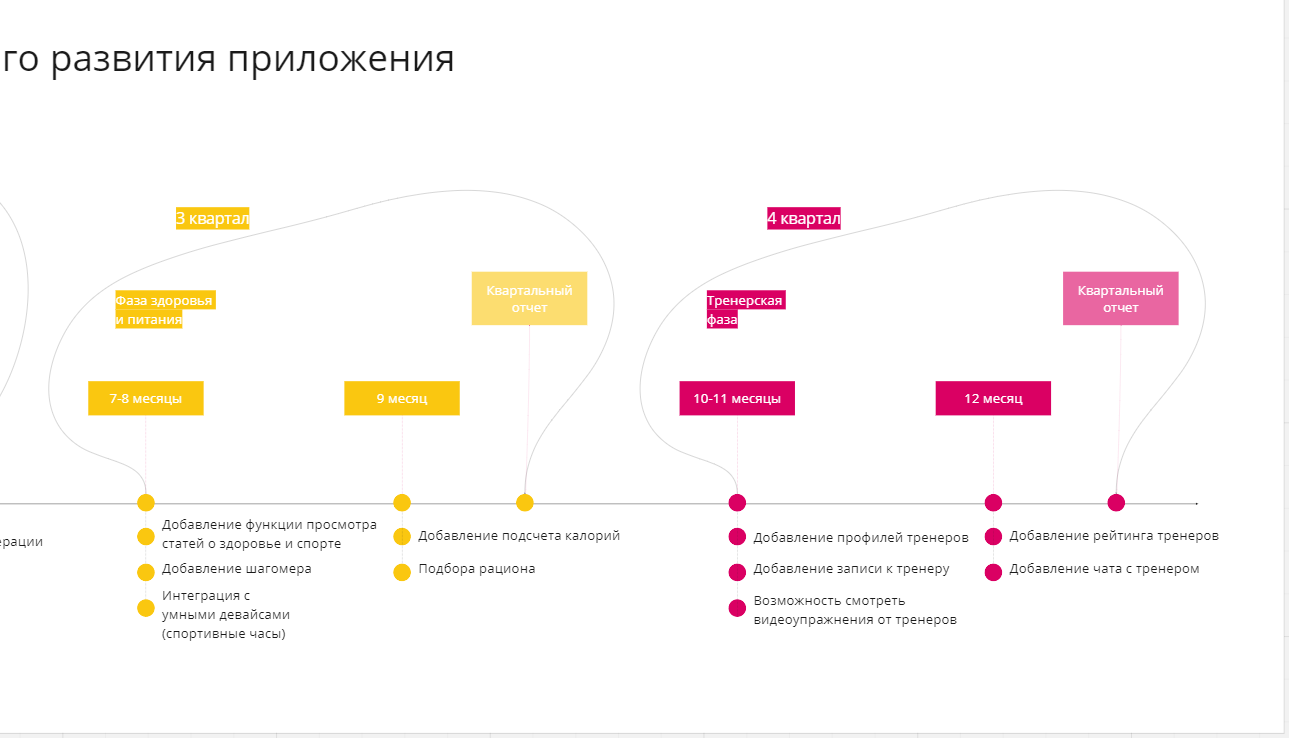 го развития приложения
3 квартал
4 квартал
Фаза здоровья
и питания
Квартальный
отчет
Тренерская
фаза
Квартальный
отчет
7-8 месяцы
9 месяц
10-11 месяцы
12 месяц
ерации
Добавление функции просмотра
статей о здоровье и спорте
Добавление шагомера
Интеграция с
умными девайсами
(спортивные часы)
Добавление подсчета калорий
Подбора рациона
Добавление профилей тренеров
Добавление записи к тренеру
Возможность смотреть
видеоупражнения от тренеров
Добавление рейтинга тренеров
Добавление чата с тренером